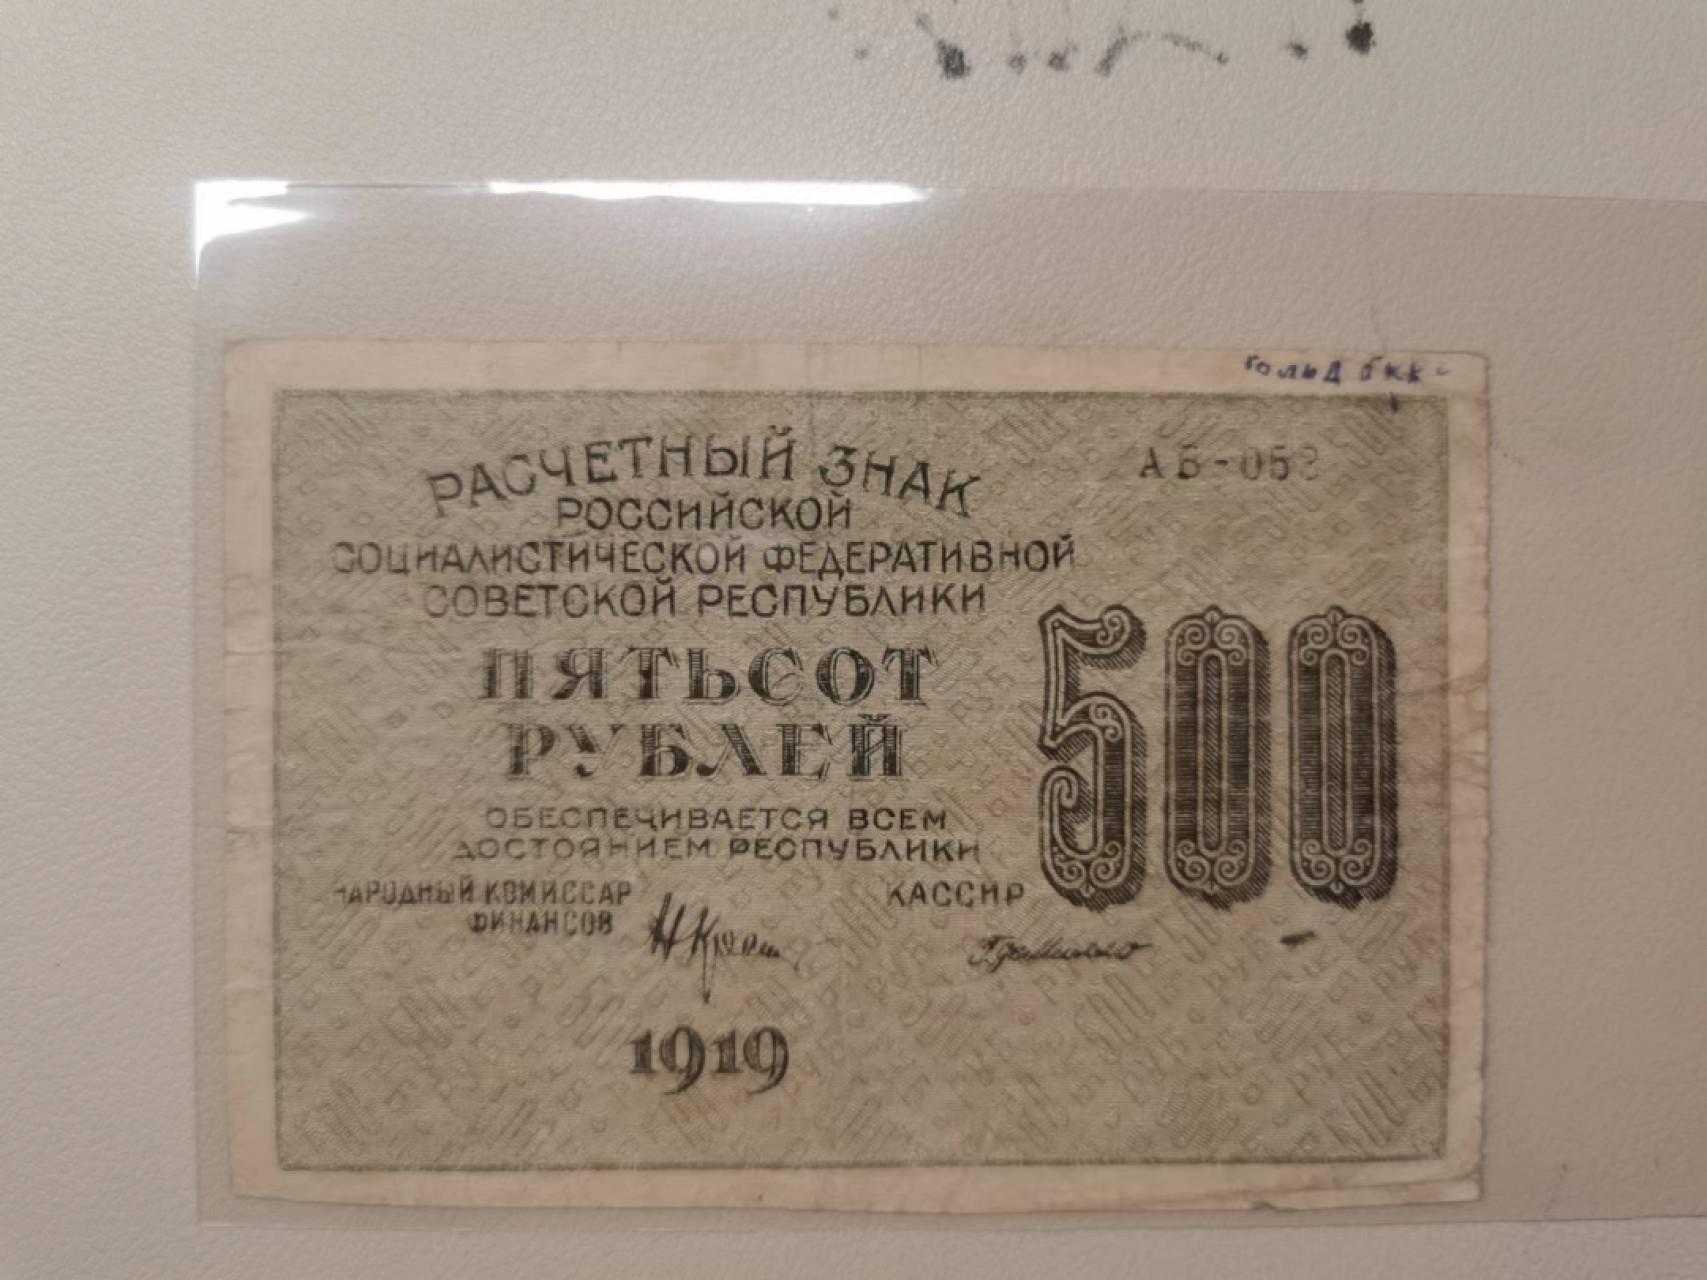 РАСЧЕТНЫЙ ЗНАК
АБ-053
РОССИЙСКОЙ
СОЦИАЛИСТИЧЕСКОЙ ФЕДЕРАТИВНОЙ
СОВЕТСКОЙ РЕСПУБЛИКИ
ПЯТЬСОТ
РУБЛЕЙ
500
ОБЕСПЕЧИВАЕТСЯ ВСЕМ
ДОСТОЯНИЕМ РЕСПУБЛИКИ
НАРОДНЫЙ КОМИССАР
ФИНАНСОВ
КАССИР
1919